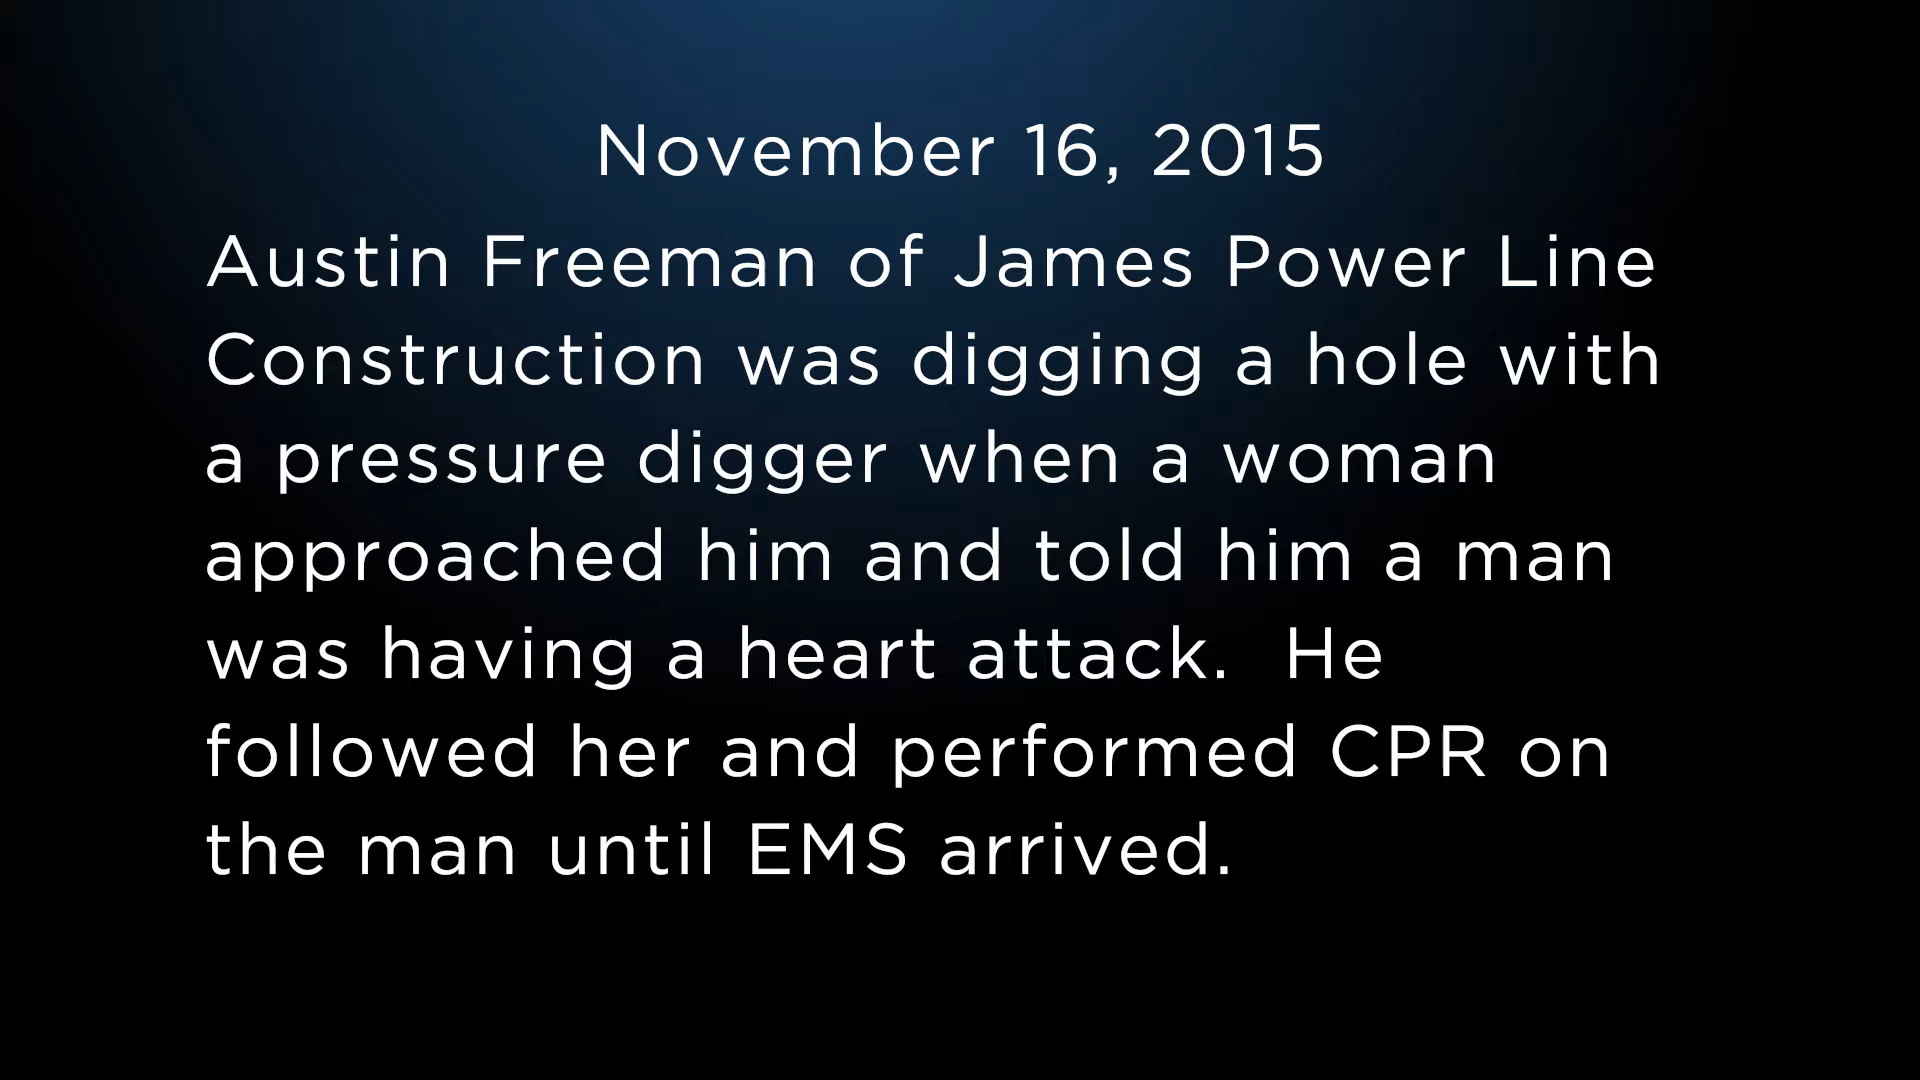 November 16, 2015
Austin Freeman of James Power Line
Construction was digging a hole with
a pressure digger when a woman
approached him and told him a man
was having a heart attack.  He
followed her and performed CPR on
the man until EMS arrived.